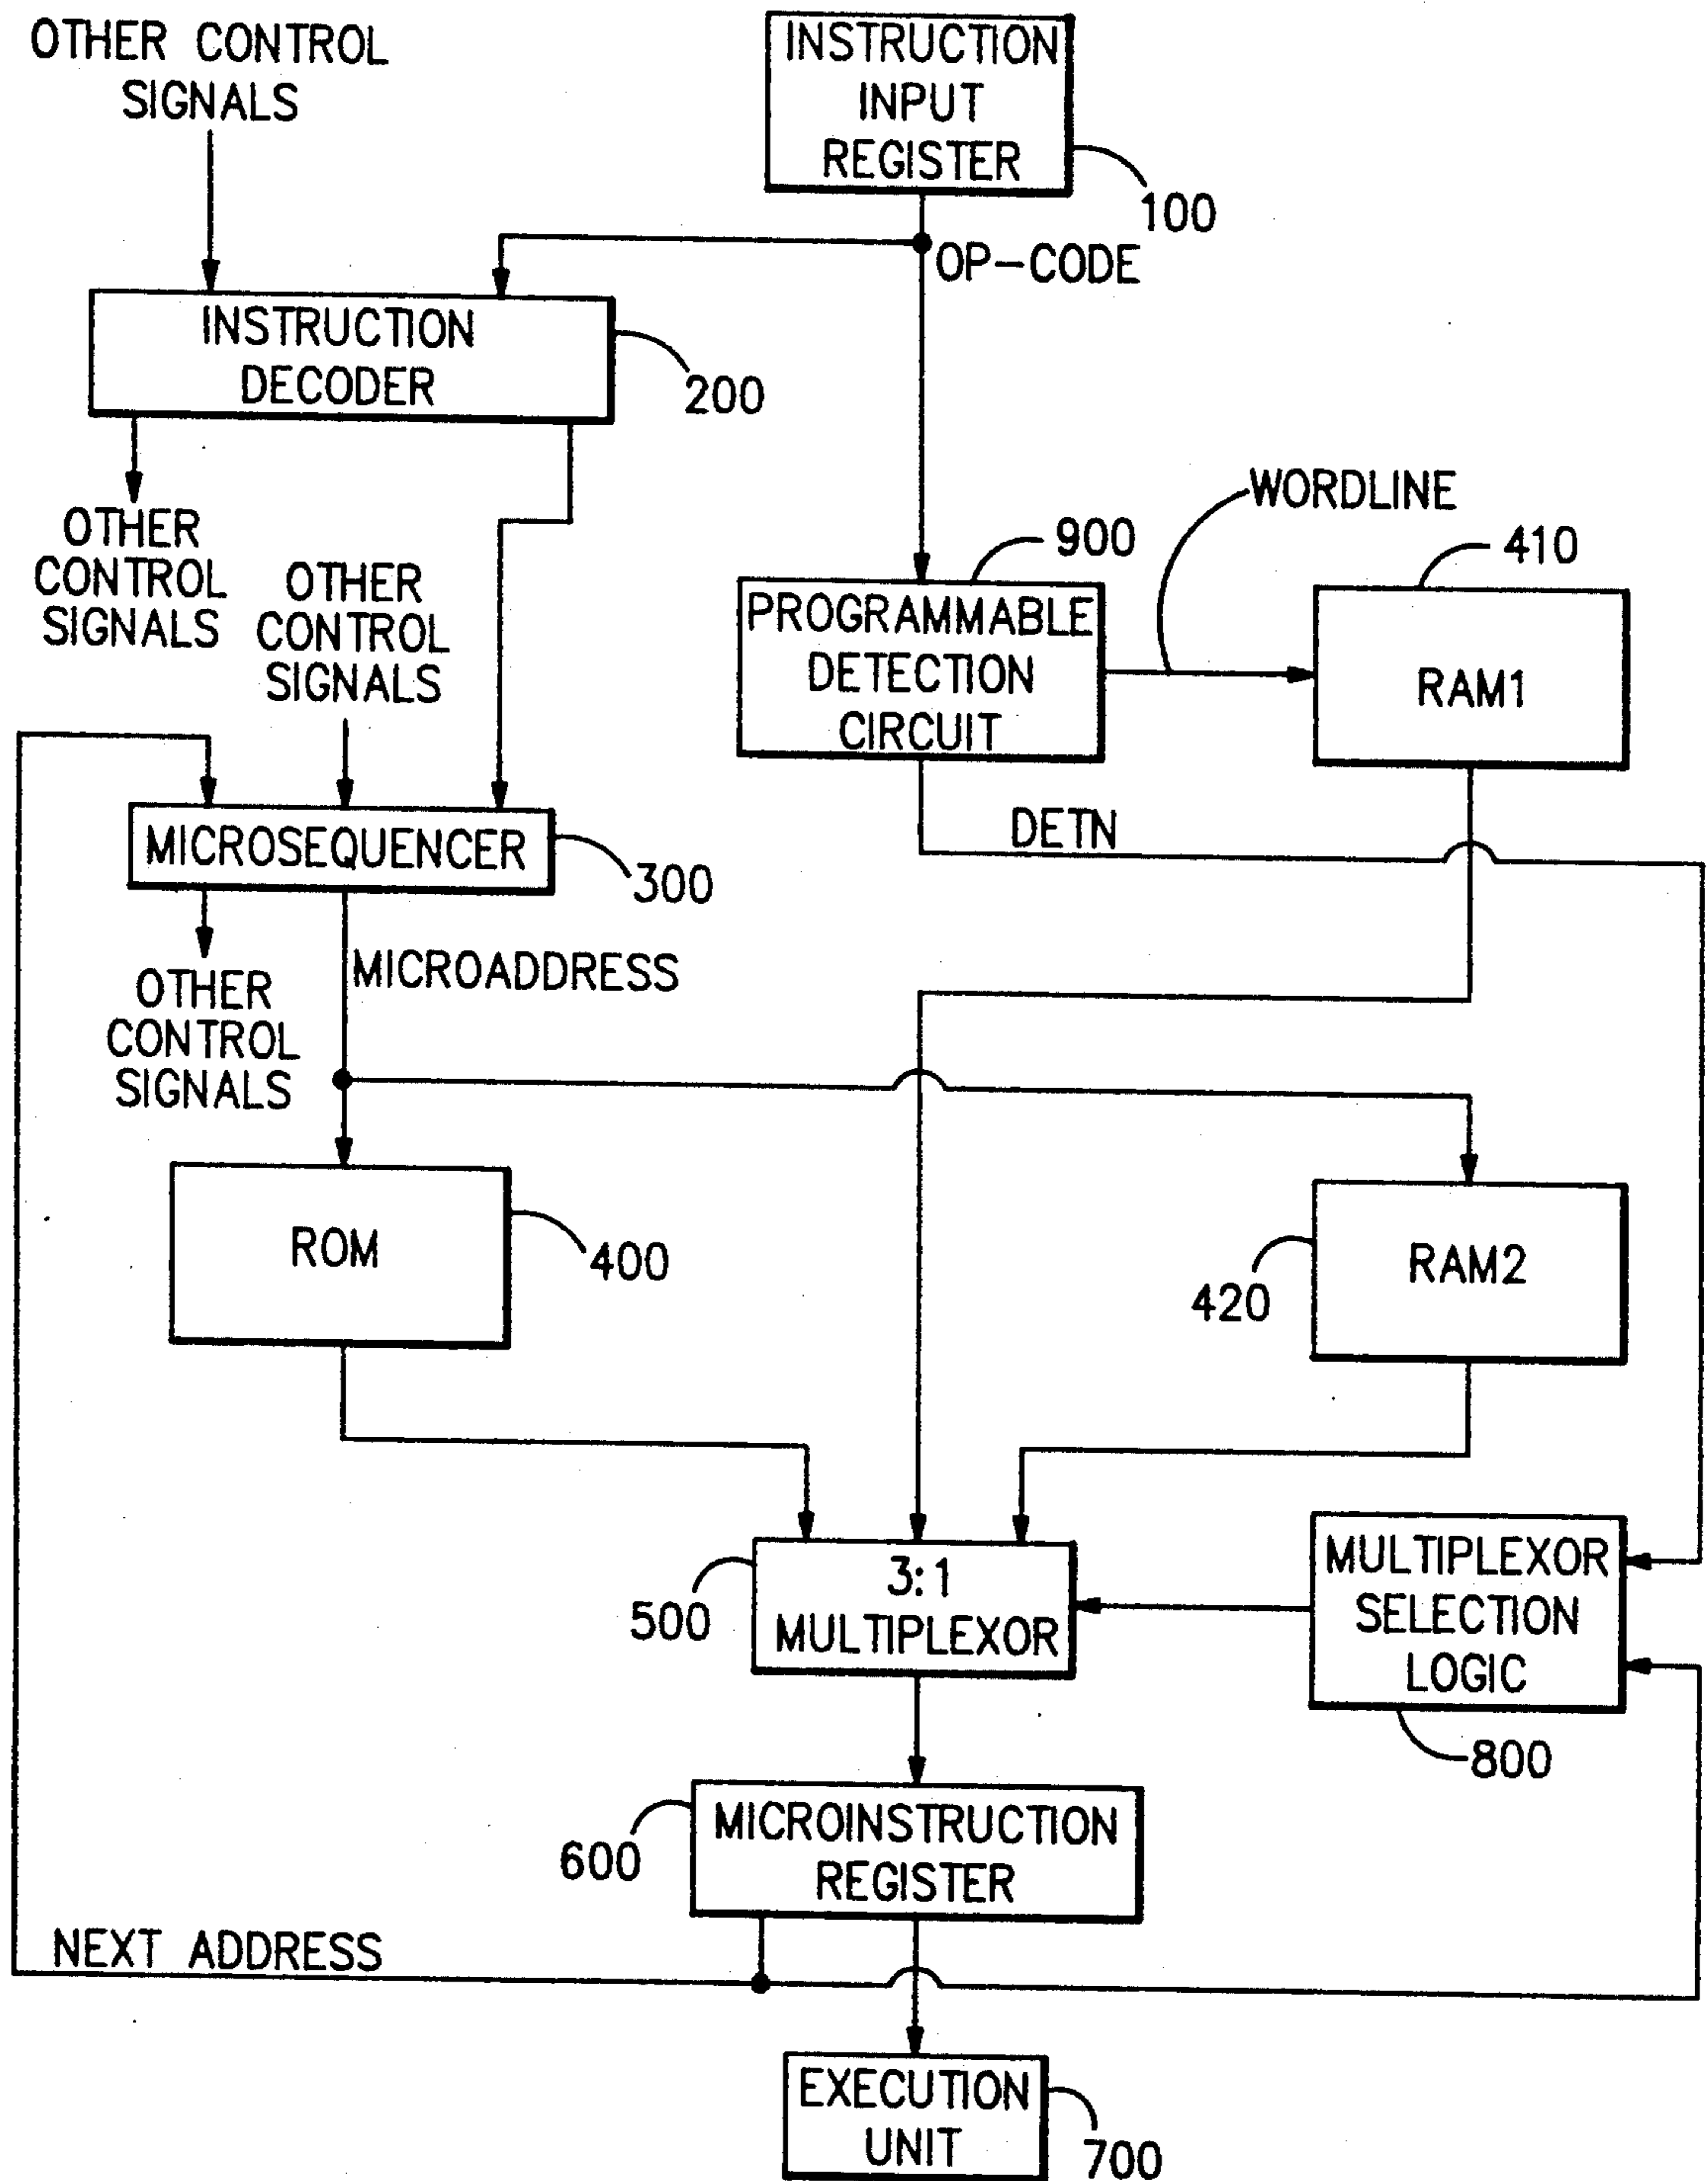 OTHER CONTROL
SIGNALS
INSTRUCTION
INPUT
REGISTER
100
OP-CODE
INSTRUCTION
DECODER
200
WORDLINE
OTHER
CONTROL
SIGNALS
OTHER
CONTROL
SIGNALS
900
410
PROGRAMMABLE
DETECTION
CIRCUIT
RAM1
DETN
MICROSEQUENCER
300
MICROADDRESS
OTHER
CONTROL
SIGNALS
ROM
400
RAM2
420
3:1
MULTIPLEXOR
500
MULTIPLEXOR
SELECTION
LOGIC
800
MICROINSTRUCTION
REGISTER
600
NEXT ADDRESS
EXECUTION
UNIT
700